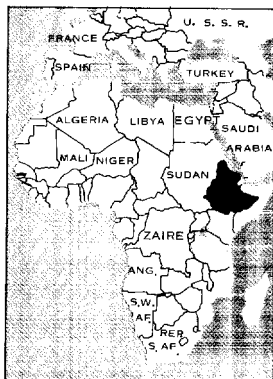 U. S. S. R.
FRANCE
SPAIN
TURKEY
ALGERIA
LIBYA
EGYPT
SAUDI
ARABIA
MALI
NIGER
SUDAN
ZAIRE
ANG.
S.W.
AF.
REP.
S. AF.